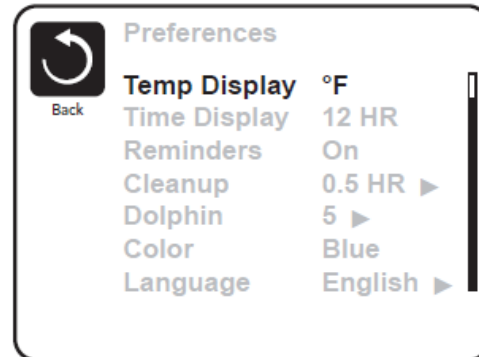 Preferences
Back
Temp Display °F
Time Display 12 HR
Reminders On
Cleanup 0.5 HR ▶
Dolphin 5 ▶
Color Blue
Language English ▶